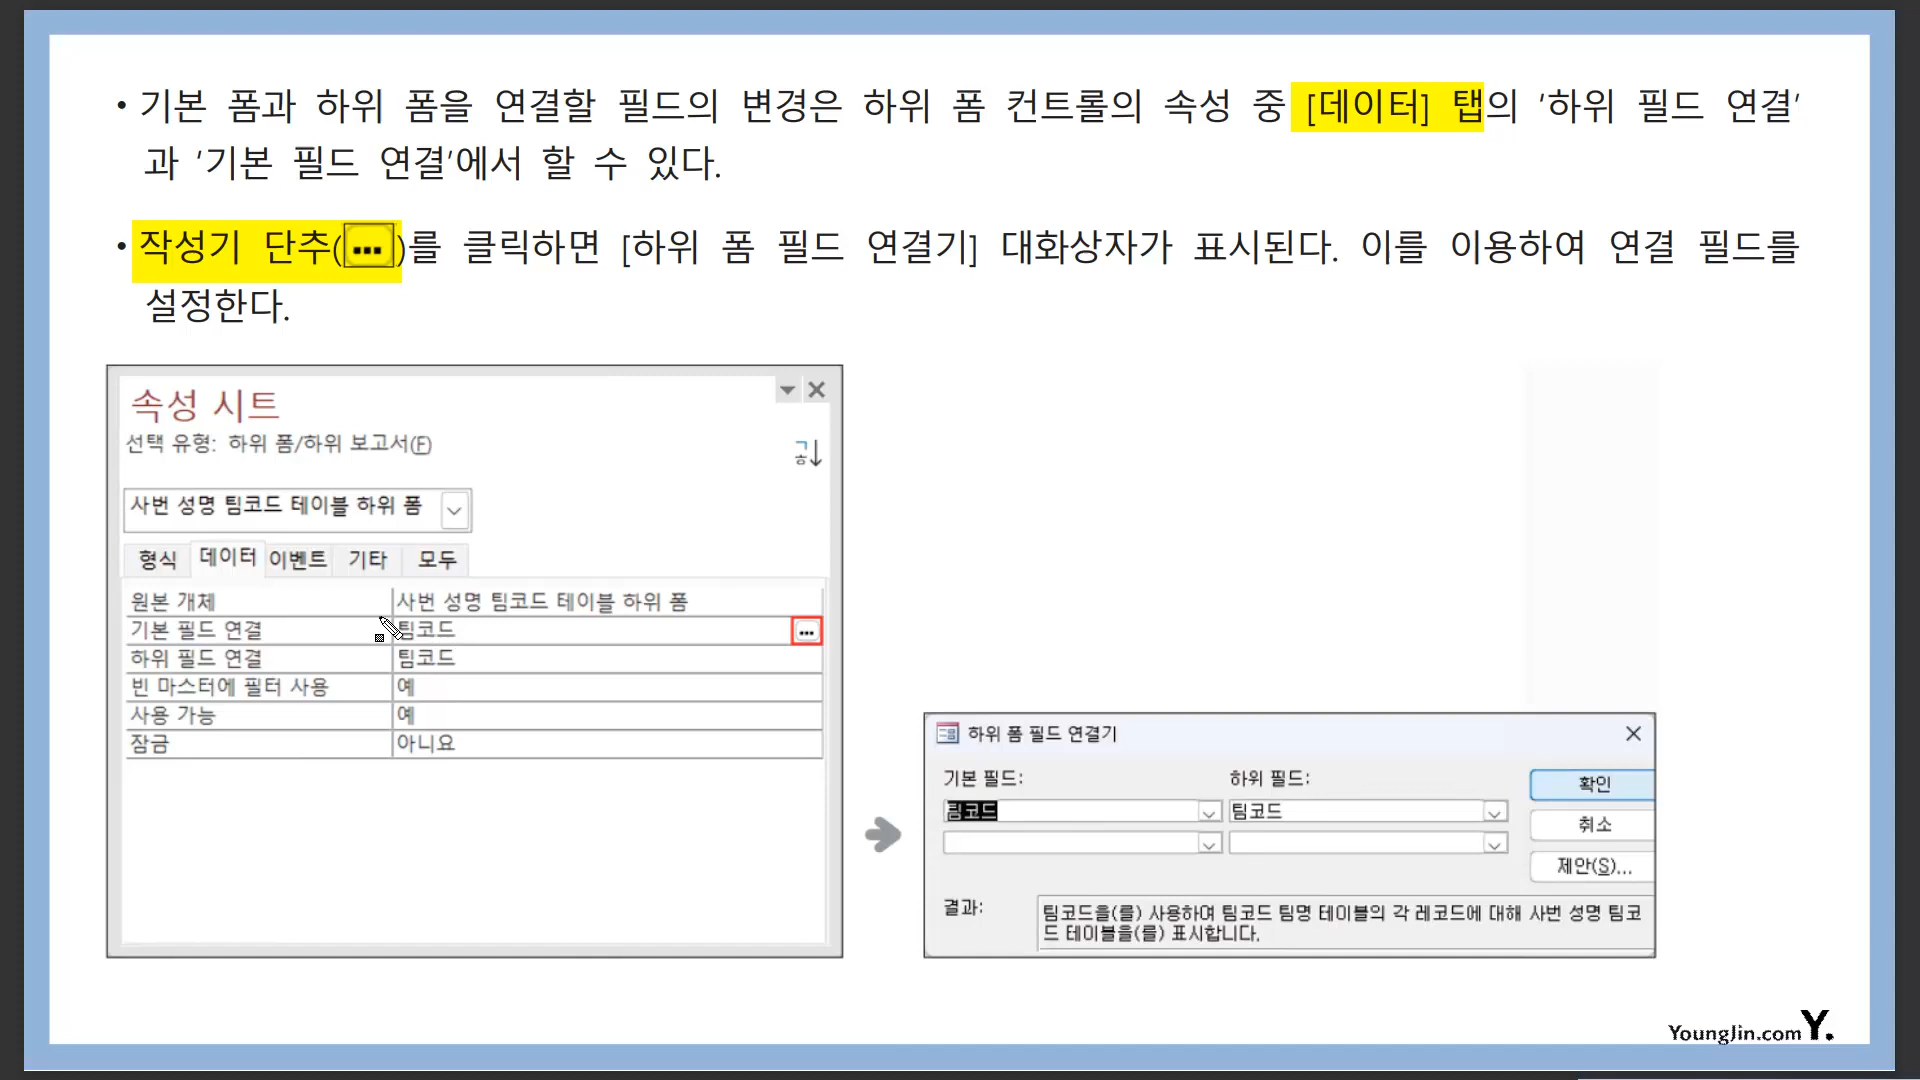 • 기본 폼과 하위 폼을 연결할 필드의 변경은 하위 폼 컨트롤의 속성 중 [데이터] 탭의 '하위 필드 연결'
과 '기본 필드 연결'에서 할 수 있다.
• 작성기 단추(...)를 클릭하면 [하위 폼 필드 연결기] 대화상자가 표시된다. 이를 이용하여 연결 필드를
설정한다.
속성 시트
선택 유형: 하위 폼/하위 보고서(F)
사번 성명 팀코드 테이블 하위 폼
형식 데이터 이벤트 기타 모두
원본 개체 사번 성명 팀코드 테이블 하위 폼
기본 필드 연결 팀코드 ...
하위 필드 연결 팀코드
빈 마스터에 필터 사용 예
사용 가능 예
잠금 아니요
하위 폼 필드 연결기
기본 필드: 하위 필드:
팀코드 팀코드
확인
취소
제안(S)...
결과: 팀코드을(를) 사용하여 팀코드 팀명 테이블의 각 레코드에 대해 사번 성명 팀코
드 테이블을(를) 표시합니다.
YoungJin.com Y.